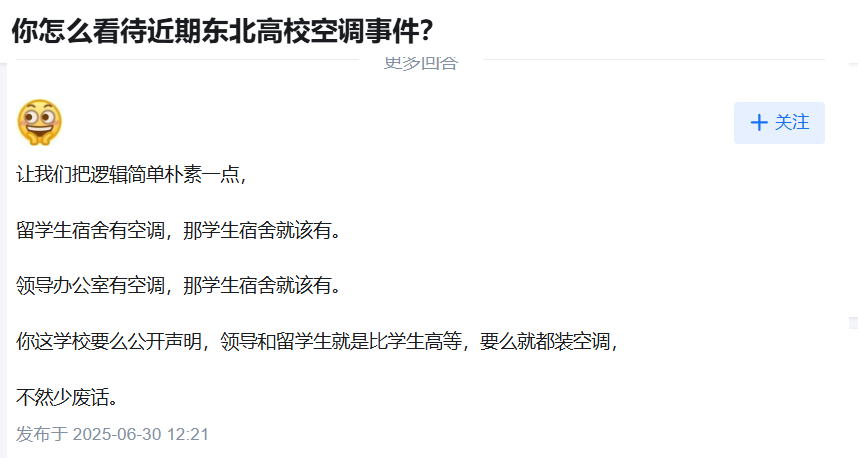 你怎么看待近期东北高校空调事件？
更多回答
+ 关注
让我们把逻辑简单朴素一点，
留学生宿舍有空调，那学生宿舍就该有。
领导办公室有空调，那学生宿舍就该有。
你这学校要么公开声明，领导和留学生就是比学生高等，要么就都装空调，
不然少废话。
发布于 2025-06-30 12:21